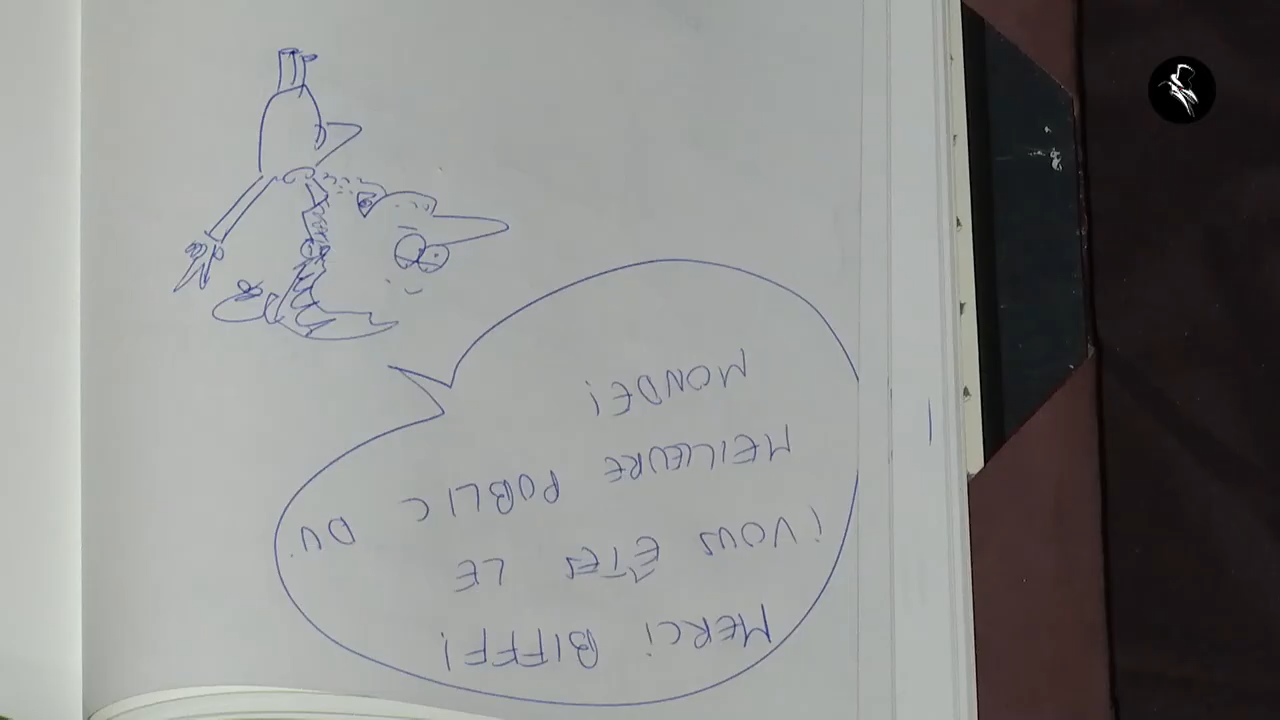 MERCI BIFFF!
!VOUS ÊTES LE
MEILLEURE PUBLIC DU
MONDE!